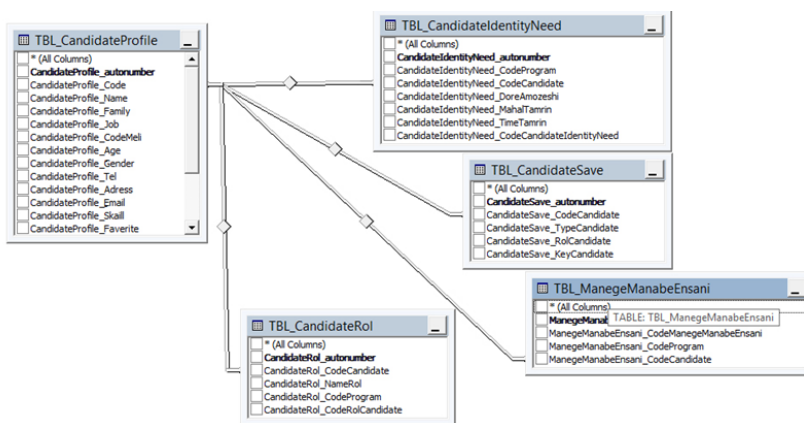 TBL_CandidateProfile
* (All Columns)
CandidateProfile_autonumber
CandidateProfile_Code
CandidateProfile_Name
CandidateProfile_Family
CandidateProfile_Job
CandidateProfile_CodeMeli
CandidateProfile_Age
CandidateProfile_Gender
CandidateProfile_Tel
CandidateProfile_Adress
CandidateProfile_Email
CandidateProfile_Skaill
CandidateProfile_Faverite
TBL_CandidateIdentityNeed
* (All Columns)
CandidateIdentityNeed_autonumber
CandidateIdentityNeed_CodeProgram
CandidateIdentityNeed_CodeCandidate
CandidateIdentityNeed_DoreAmozeshi
CandidateIdentityNeed_MahalTamrin
CandidateIdentityNeed_TimeTamrin
CandidateIdentityNeed_CodeCandidateIdentityNeed
TBL_CandidateSave
* (All Columns)
CandidateSave_autonumber
CandidateSave_CodeCandidate
CandidateSave_TypeCandidate
CandidateSave_RolCandidate
CandidateSave_KeyCandidate
TBL_ManegeManabeEnsani
* (All Columns)
TABLE: TBL_ManegeManabeEnsani
ManegeManabeEnsani_CodeManegeManabeEnsani
ManegeManabeEnsani_CodeProgram
ManegeManabeEnsani_CodeCandidate
TBL_CandidateRol
* (All Columns)
CandidateRol_autonumber
CandidateRol_CodeCandidate
CandidateRol_NameRol
CandidateRol_CodeProgram
CandidateRol_CodeRolCandidate